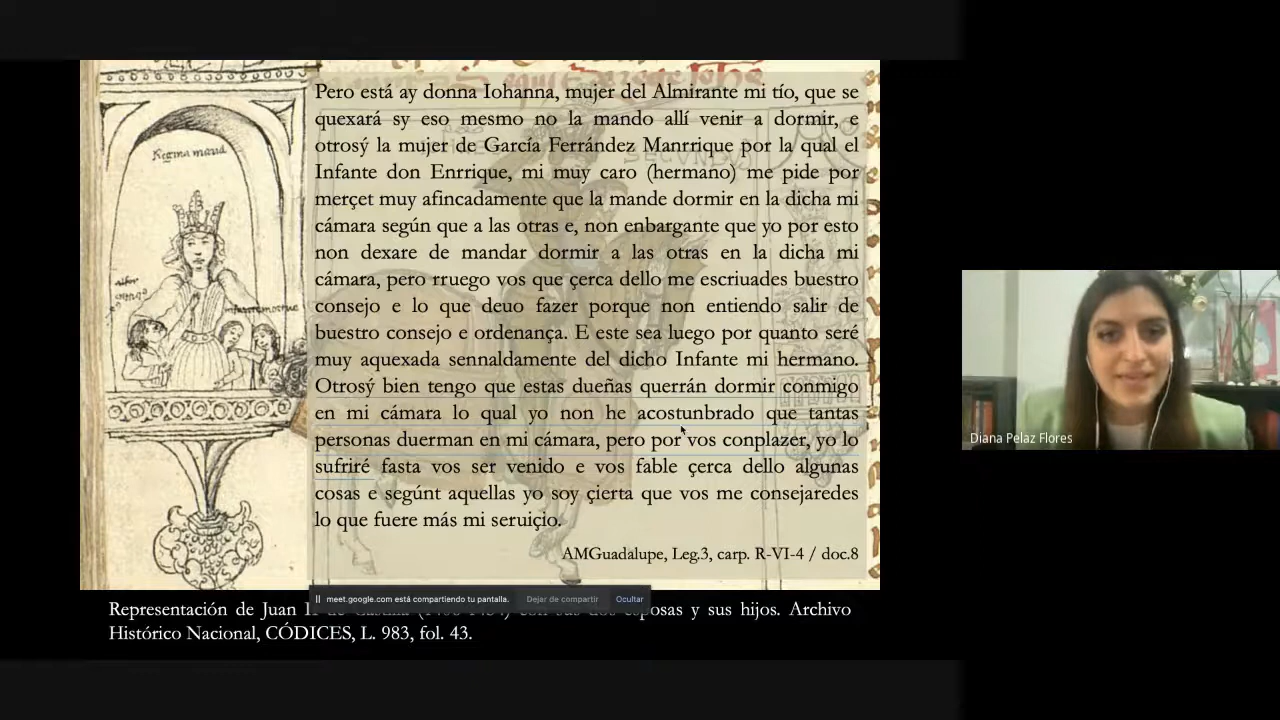 Pero está ay donna Iohanna, mujer del Almirante mi tío, que se
quexará sy eso mesmo no la mando allí venir a dormir, e
otrosý la mujer de García Ferrández Manrrique por la qual el
Infante don Enrrique, mi muy caro (hermano) me pide por
merçet muy afincadamente que la mande dormir en la dicha mi
cámara según que a las otras e, non enbargante que yo por esto
non dexare de mandar dormir a las otras en la dicha mi
cámara, pero rruego vos que çerca dello me escriuades buestro
consejo e lo que deuo fazer porque non entiendo salir de
buestro consejo e ordenança. E este sea luego por quanto seré
muy aquexada sennaldamente del dicho Infante mi hermano.
Otrosý bien tengo que estas dueñas querrán dormir conmigo
en mi cámara lo qual yo non he acostunbrado que tantas
personas duerman en mi cámara, pero por vos conplazer, yo lo
sufriré fasta vos ser venido e vos fable çerca dello algunas
cosas e segúnt aquellas yo soy çierta que vos me consejaredes
lo que fuere más mi seruiçio.
AMGuadalupe, Leg.3, carp. R-VI-4 / doc.8
meet.google.com está compartiendo tu pantalla. Dejar de compartir Ocultar
Representación de Juan II de Castilla con sus dos esposas y sus hijos. Archivo
Histórico Nacional, CÓDICES, L. 983, fol. 43.
Diana Pelaz Flores